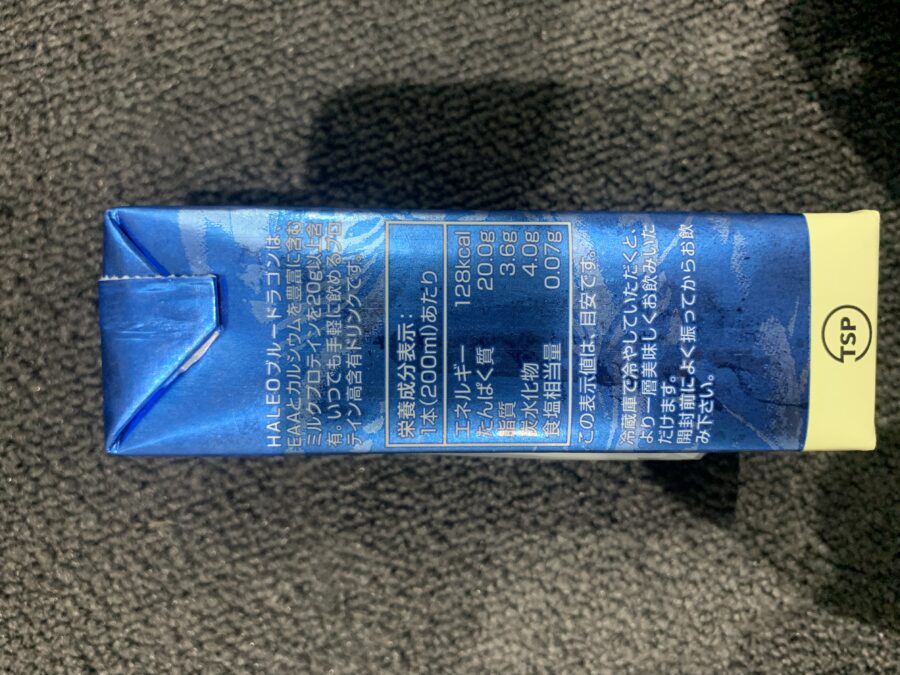 HALEOブルードラゴンは、
EAAとカルシウムを豊富に含む
ミルクプロテインを20g以上含
有。いつでも手軽に飲めるプロ
テイン高含有ドリンクです。
栄養成分表示：
1本(200ml)あたり
エネルギー 128kcal
たんぱく質 20.0g
脂質 3.6g
炭水化物 4.0g
食塩相当量 0.07g
この表示値は、目安です。
冷蔵庫で冷やしていただくと、
より一層美味しくお飲みいた
だけます。
開封前によく振ってからお飲
み下さい。
TSP